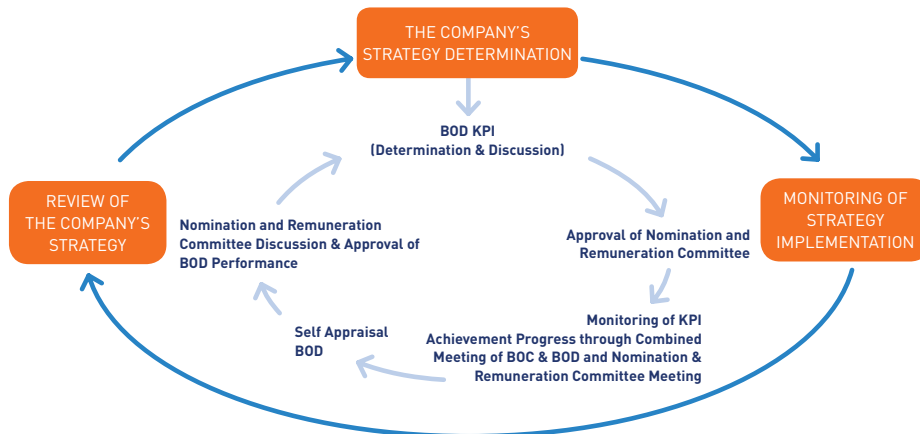 THE COMPANY'S
STRATEGY DETERMINATION
BOD KPI
(Determination & Discussion)
REVIEW OF
THE COMPANY'S
STRATEGY
MONITORING OF
STRATEGY
IMPLEMENTATION
Nomination and Remuneration
Committee Discussion & Approval of
BOD Performance
Approval of Nomination and
Remuneration Committee
Monitoring of KPI
Achievement Progress through Combined
Meeting of BOC & BOD and Nomination &
Remuneration Committee Meeting
Self Appraisal
BOD